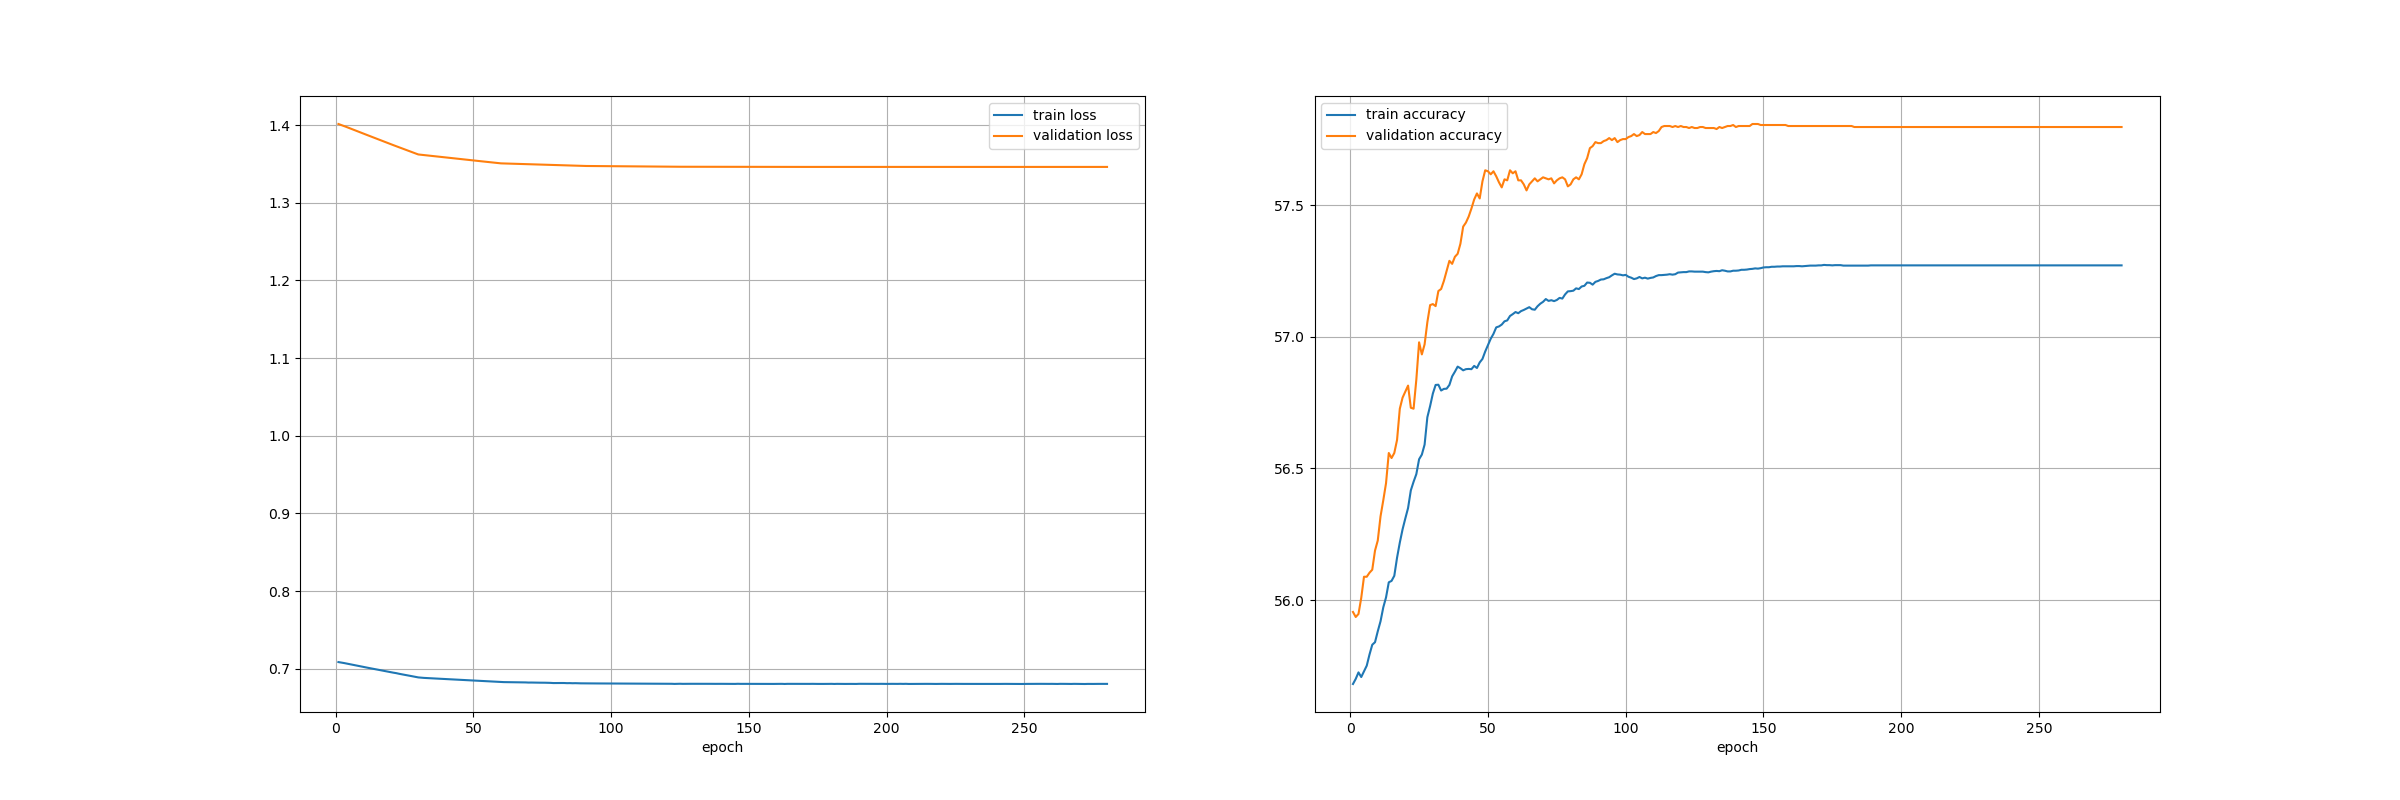 train loss
validation loss
1.4
1.3
1.2
1.1
1.0
0.9
0.8
0.7
0 50 100 150 200 250
epoch
train accuracy
validation accuracy
57.5
57.0
56.5
56.0
0 50 100 150 200 250
epoch